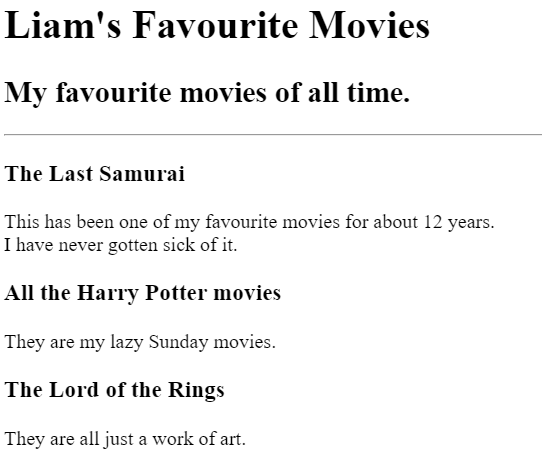 Liam's Favourite Movies
My favourite movies of all time.
The Last Samurai
This has been one of my favourite movies for about 12 years.
I have never gotten sick of it.
All the Harry Potter movies
They are my lazy Sunday movies.
The Lord of the Rings
They are all just a work of art.